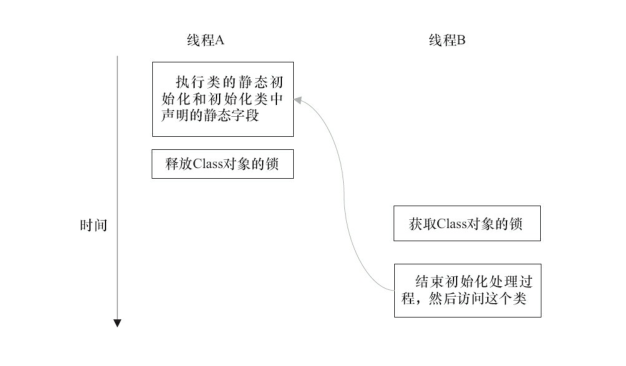 线程A
线程B
执行类的静态初
始化和初始化类中
声明的静态字段
释放Class对象的锁
时间
获取Class对象的锁
结束初始化处理过
程，然后访问这个类